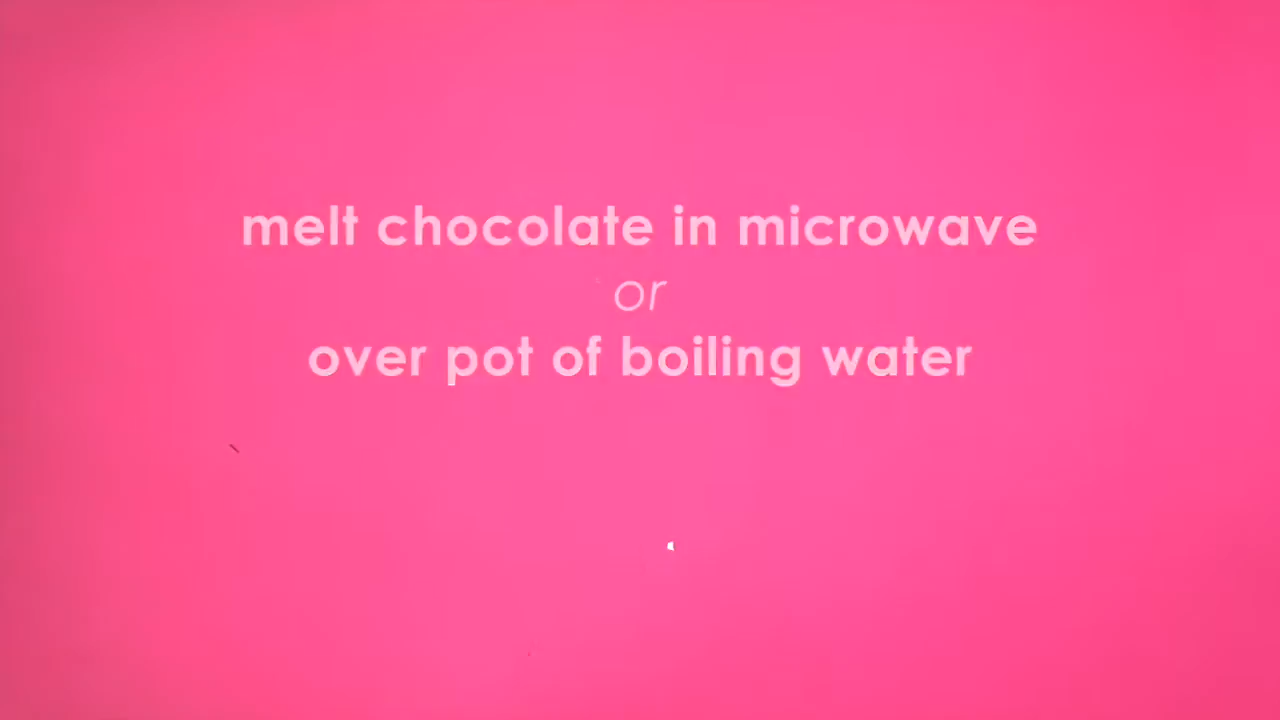 melt chocolate in microwave
or
over pot of boiling water